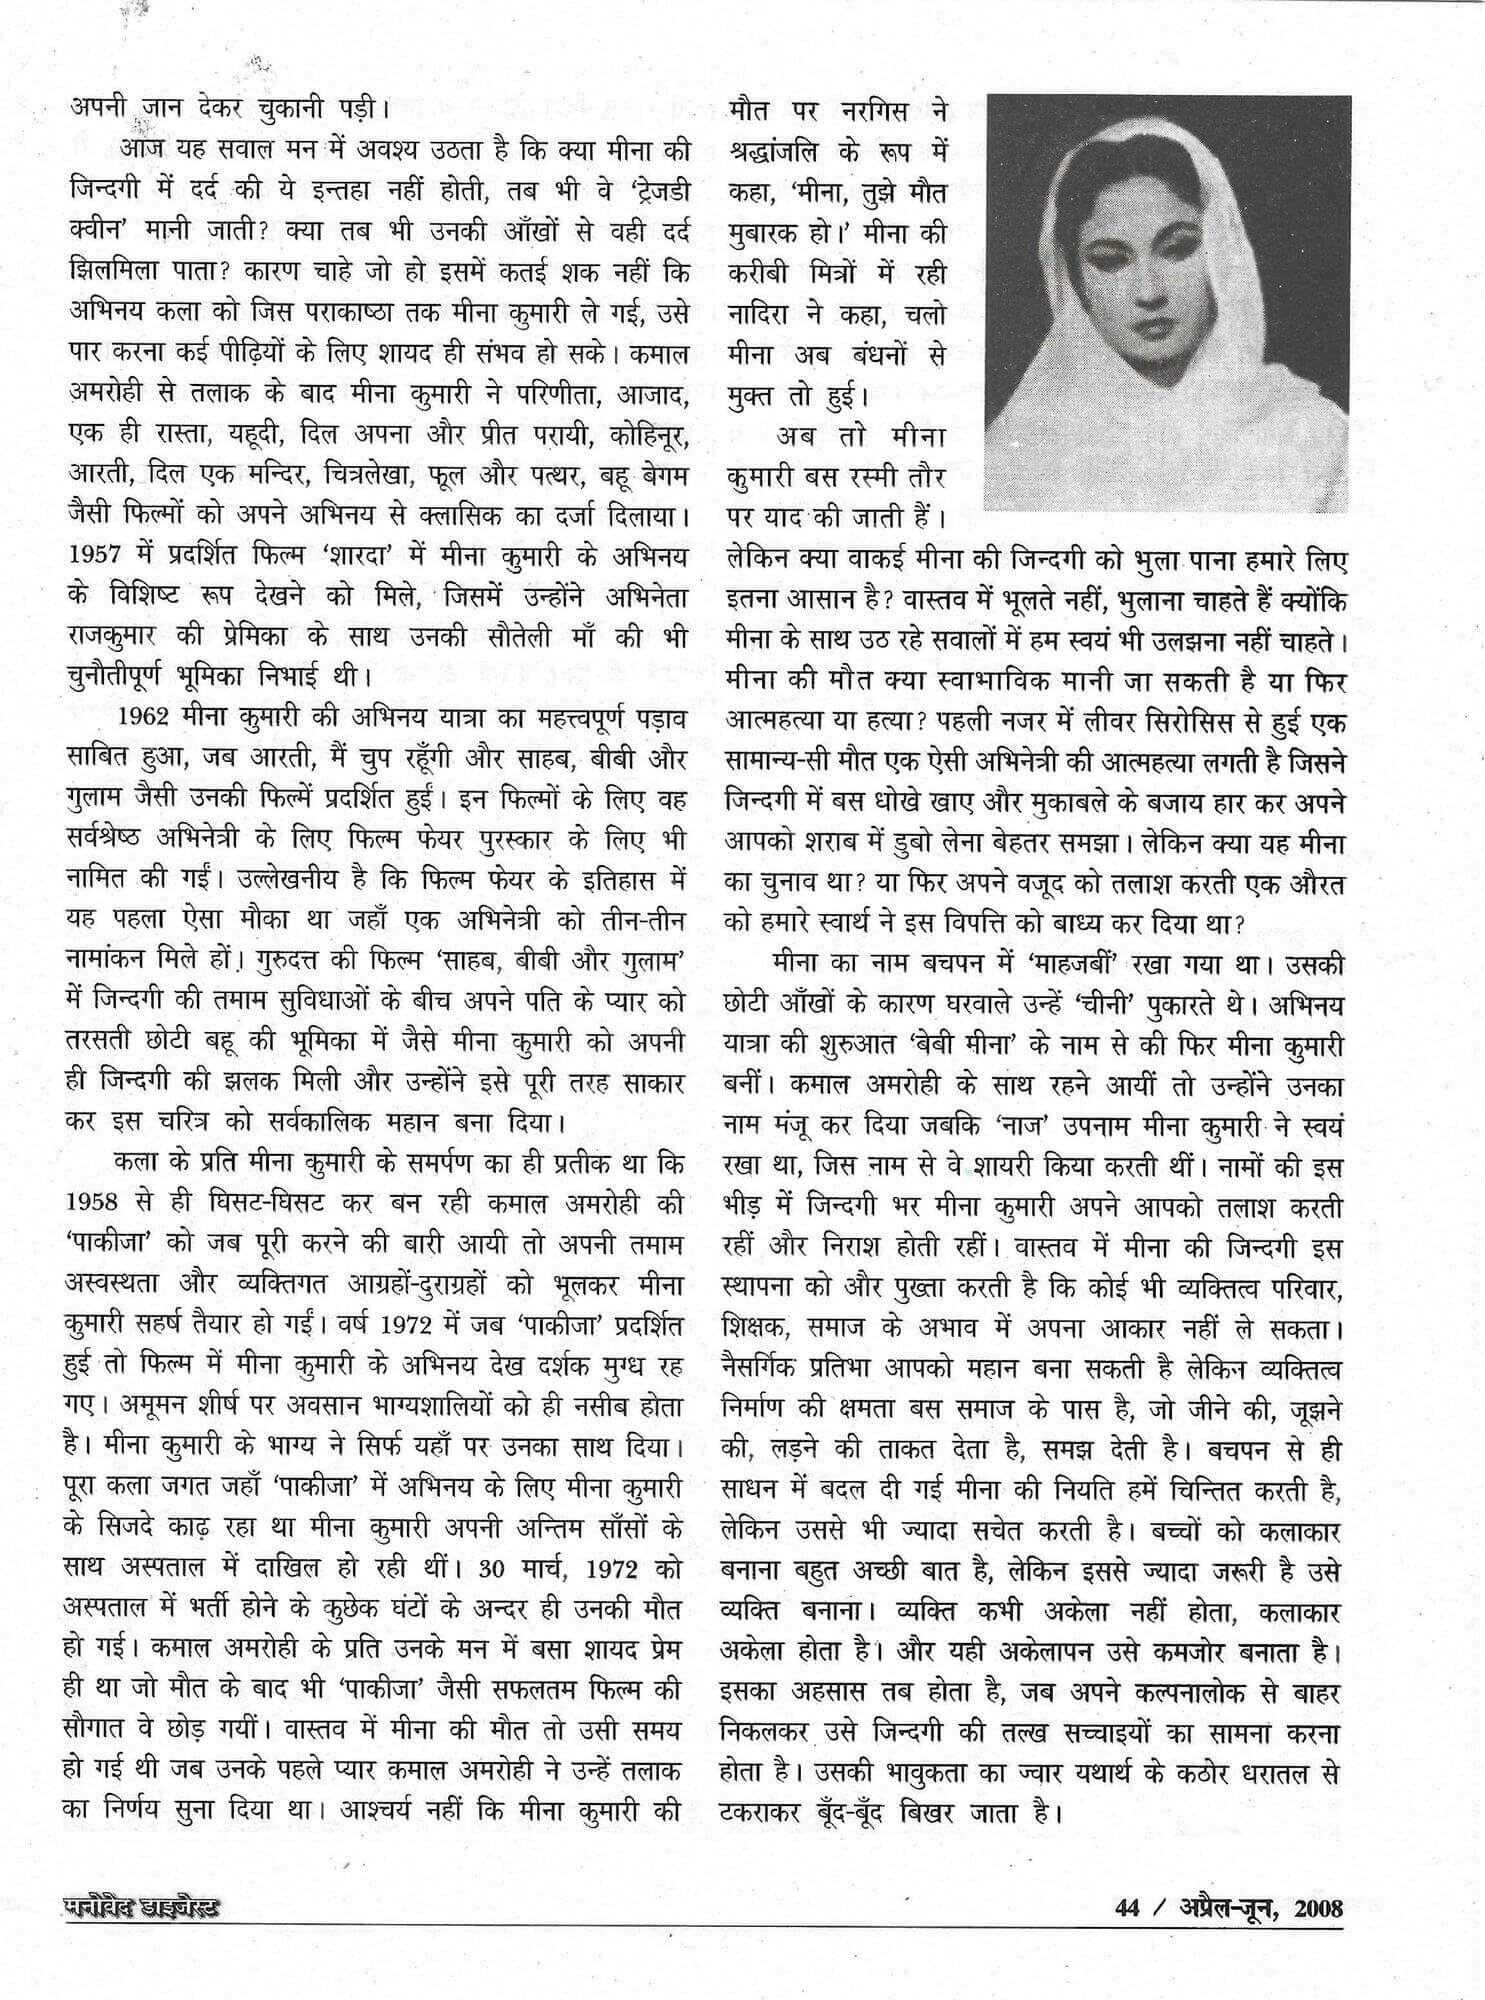 अपनी जान देकर चुकानी पड़ी।
आज यह सवाल मन में अवश्य उठता है कि क्या मीना की
जिन्दगी में दर्द की ये इन्तहा नहीं होती, तब भी वे ‘ट्रेजडी
क्वीन’ मानी जाती? क्या तब भी उनकी आँखों से वही दर्द
झिलमिला पाता? कारण चाहे जो हो इसमें कतई शक नहीं कि
अभिनय कला को जिस पराकाष्ठा तक मीना कुमारी ले गई, उसे
पार करना कई पीढ़ियों के लिए शायद ही संभव हो सके। कमाल
अमरोही से तलाक के बाद मीना कुमारी ने परिणीता, आजाद,
एक ही रास्ता, यहूदी, दिल अपना और प्रीत परायी, कोहिनूर,
आरती, दिल एक मन्दिर, चित्रलेखा, फूल और पत्थर, बहू बेगम
जैसी फिल्मों को अपने अभिनय से क्लासिक का दर्जा दिलाया।
1957 में प्रदर्शित फिल्म ‘शारदा’ में मीना कुमारी के अभिनय
के विशिष्ट रूप देखने को मिले, जिसमें उन्होंने अभिनेता
राजकुमार की प्रेमिका के साथ उनकी सौतेली माँ की भी
चुनौतीपूर्ण भूमिका निभाई थी।
1962 मीना कुमारी की अभिनय यात्रा का महत्त्वपूर्ण पड़ाव
साबित हुआ, जब आरती, मैं चुप रहूँगी और साहब, बीबी और
गुलाम जैसी उनकी फिल्में प्रदर्शित हुईं। इन फिल्मों के लिए वह
सर्वश्रेष्ठ अभिनेत्री के लिए फिल्म फेयर पुरस्कार के लिए भी
नामित की गईं। उल्लेखनीय है कि फिल्म फेयर के इतिहास में
यह पहला ऐसा मौका था जहाँ एक अभिनेत्री को तीन-तीन
नामांकन मिले हों। गुरुदत्त की फिल्म ‘साहब, बीबी और गुलाम’
में जिन्दगी की तमाम सुविधाओं के बीच अपने पति के प्यार को
तरसती छोटी बहू की भूमिका में जैसे मीना कुमारी को अपनी
ही जिन्दगी की झलक मिली और उन्होंने इसे पूरी तरह साकार
कर इस चरित्र को सर्वकालिक महान बना दिया।
कला के प्रति मीना कुमारी के समर्पण का ही प्रतीक था कि
1958 से ही घिसट-घिसट कर बन रही कमाल अमरोही की
‘पाकीजा’ को जब पूरी करने की बारी आयी तो अपनी तमाम
अस्वस्थता और व्यक्तिगत आग्रहों-दुराग्रहों को भूलकर मीना
कुमारी सहर्ष तैयार हो गईं। वर्ष 1972 में जब ‘पाकीजा’ प्रदर्शित
हुई तो फिल्म में मीना कुमारी के अभिनय देख दर्शक मुग्ध रह
गए। अमूमन शीर्ष पर अवसान भाग्यशालियों को ही नसीब होता
है। मीना कुमारी के भाग्य ने सिर्फ यहाँ पर उनका साथ दिया।
पूरा कला जगत जहाँ ‘पाकीजा’ में अभिनय के लिए मीना कुमारी
के सिजदे काढ़ रहा था मीना कुमारी अपनी अन्तिम साँसों के
साथ अस्पताल में दाखिल हो रही थीं। 30 मार्च, 1972 को
अस्पताल में भर्ती होने के कुछेक घंटों के अन्दर ही उनकी मौत
हो गई। कमाल अमरोही के प्रति उनके मन में बसा शायद प्रेम
ही था जो मौत के बाद भी ‘पाकीजा’ जैसी सफलतम फिल्म की
सौगात वे छोड़ गयीं। वास्तव में मीना की मौत तो उसी समय
हो गई थी जब उनके पहले प्यार कमाल अमरोही ने उन्हें तलाक
का निर्णय सुना दिया था। आश्चर्य नहीं कि मीना कुमारी की
मौत पर नरगिस ने
श्रद्धांजलि के रूप में
कहा, ‘मीना, तुझे मौत
मुबारक हो।’ मीना की
करीबी मित्रों में रही
नादिरा ने कहा, चलो
मीना अब बंधनों से
मुक्त तो हुई।
अब तो मीना
कुमारी बस रस्मी तौर
पर याद की जाती हैं।
लेकिन क्या वाकई मीना की जिन्दगी को भुला पाना हमारे लिए
इतना आसान है? वास्तव में भूलते नहीं, भुलाना चाहते हैं क्योंकि
मीना के साथ उठ रहे सवालों में हम स्वयं भी उलझना नहीं चाहते।
मीना की मौत क्या स्वाभाविक मानी जा सकती है या फिर
आत्महत्या या हत्या? पहली नजर में लीवर सिरोसिस से हुई एक
सामान्य-सी मौत एक ऐसी अभिनेत्री की आत्महत्या लगती है जिसने
जिन्दगी में बस धोखे खाए और मुकाबले के बजाय हार कर अपने
आपको शराब में डुबो लेना बेहतर समझा। लेकिन क्या यह मीना
का चुनाव था? या फिर अपने वजूद को तलाश करती एक औरत
को हमारे स्वार्थ ने इस विपत्ति को बाध्य कर दिया था?
मीना का नाम बचपन में ‘माहजबीं’ रखा गया था। उसकी
छोटी आँखों के कारण घरवाले उन्हें ‘चीनी’ पुकारते थे। अभिनय
यात्रा की शुरुआत ‘बेबी मीना’ के नाम से की फिर मीना कुमारी
बनीं। कमाल अमरोही के साथ रहने आयीं तो उन्होंने उनका
नाम मंजू कर दिया जबकि ‘नाज’ उपनाम मीना कुमारी ने स्वयं
रखा था, जिस नाम से वे शायरी किया करती थीं। नामों की इस
भीड़ में जिन्दगी भर मीना कुमारी अपने आपको तलाश करती
रहीं और निराश होती रहीं। वास्तव में मीना की जिन्दगी इस
स्थापना को और पुख्ता करती है कि कोई भी व्यक्तित्व परिवार,
शिक्षक, समाज के अभाव में अपना आकार नहीं ले सकता।
नैसर्गिक प्रतिभा आपको महान बना सकती है लेकिन व्यक्तित्व
निर्माण की क्षमता बस समाज के पास है, जो जीने की, जूझने
की, लड़ने की ताकत देता है, समझ देती है। बचपन से ही
साधन में बदल दी गई मीना की नियति हमें चिन्तित करती है,
लेकिन उससे भी ज्यादा सचेत करती है। बच्चों को कलाकार
बनाना बहुत अच्छी बात है, लेकिन इससे ज्यादा जरूरी है उसे
व्यक्ति बनाना। व्यक्ति कभी अकेला नहीं होता, कलाकार
अकेला होता है। और यही अकेलापन उसे कमजोर बनाता है।
इसका अहसास तब होता है, जब अपने कल्पनालोक से बाहर
निकलकर उसे जिन्दगी की तल्ख सच्चाइयों का सामना करना
होता है। उसकी भावुकता का ज्वार यथार्थ के कठोर धरातल से
टकराकर बूँद-बूँद बिखर जाता है।
मनोवेद डाइजेस्ट
44 / अप्रैल-जून, 2008